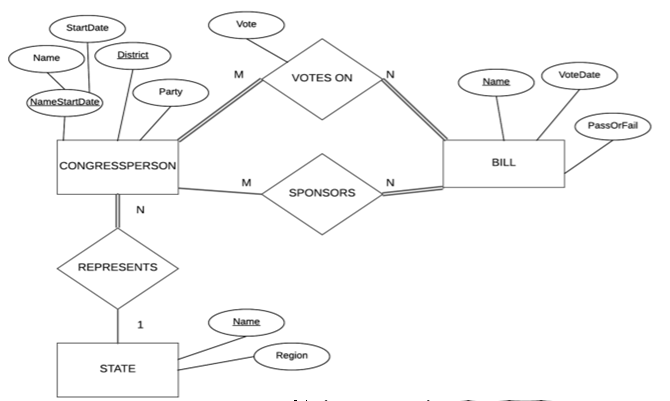 StartDate
Vote
Name
District
NameStartDate
Party
M
VOTES ON
N
Name
VoteDate
PassOrFail
CONGRESSPERSON
BILL
M
SPONSORS
N
N
REPRESENTS
1
Name
STATE
Region